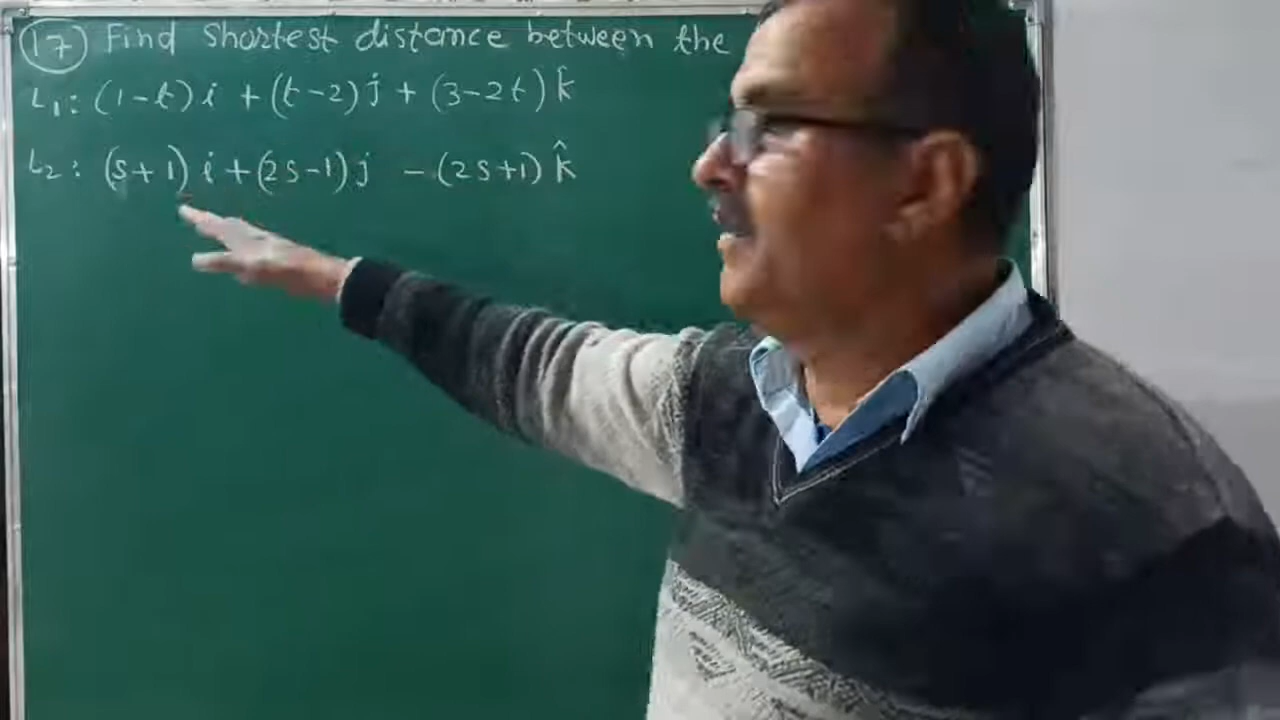 (17) Find Shortest distance between the
L₁: (1-t)i + (t-2)j + (3-2t)k̂
L₂: (s+1)i + (2s-1)j - (2s+1)k̂